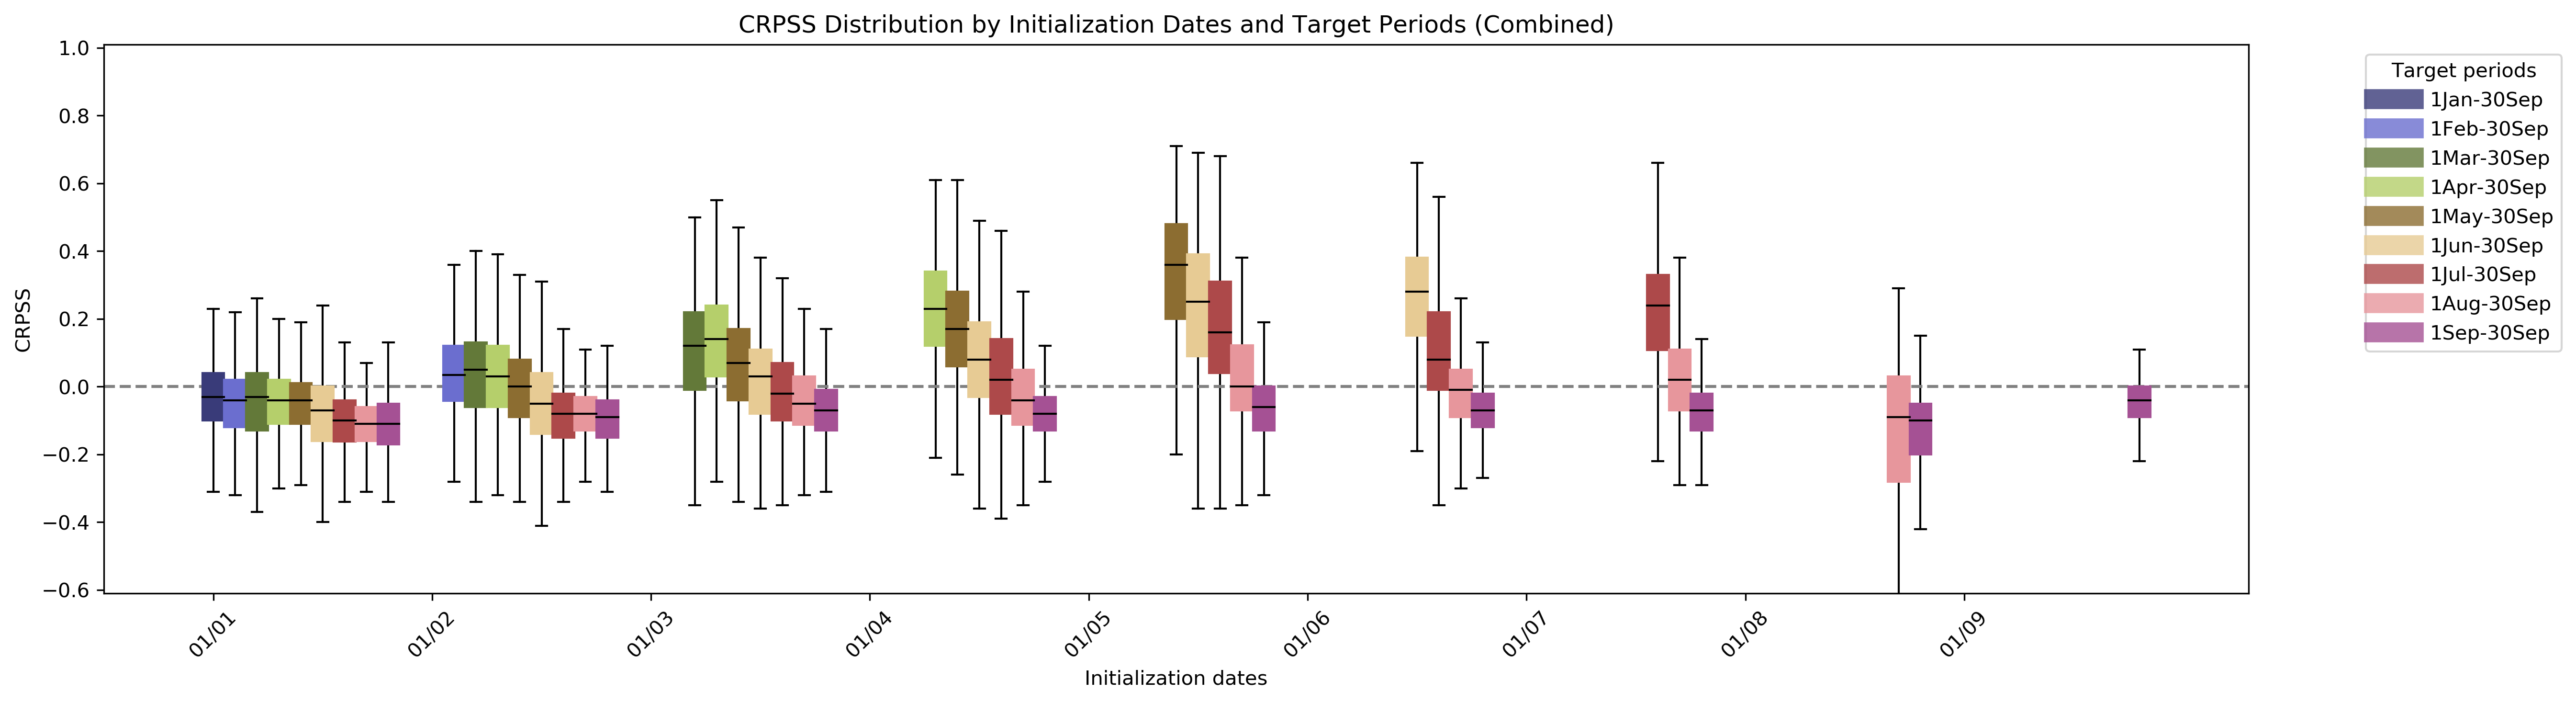 CRPSS Distribution by Initialization Dates and Target Periods (Combined)
CRPSS
1.0
0.8
0.6
0.4
0.2
0.0
−0.2
−0.4
−0.6
01/01
01/02
01/03
01/04
01/05
01/06
01/07
01/08
01/09
Initialization dates
Target periods
1Jan-30Sep
1Feb-30Sep
1Mar-30Sep
1Apr-30Sep
1May-30Sep
1Jun-30Sep
1Jul-30Sep
1Aug-30Sep
1Sep-30Sep